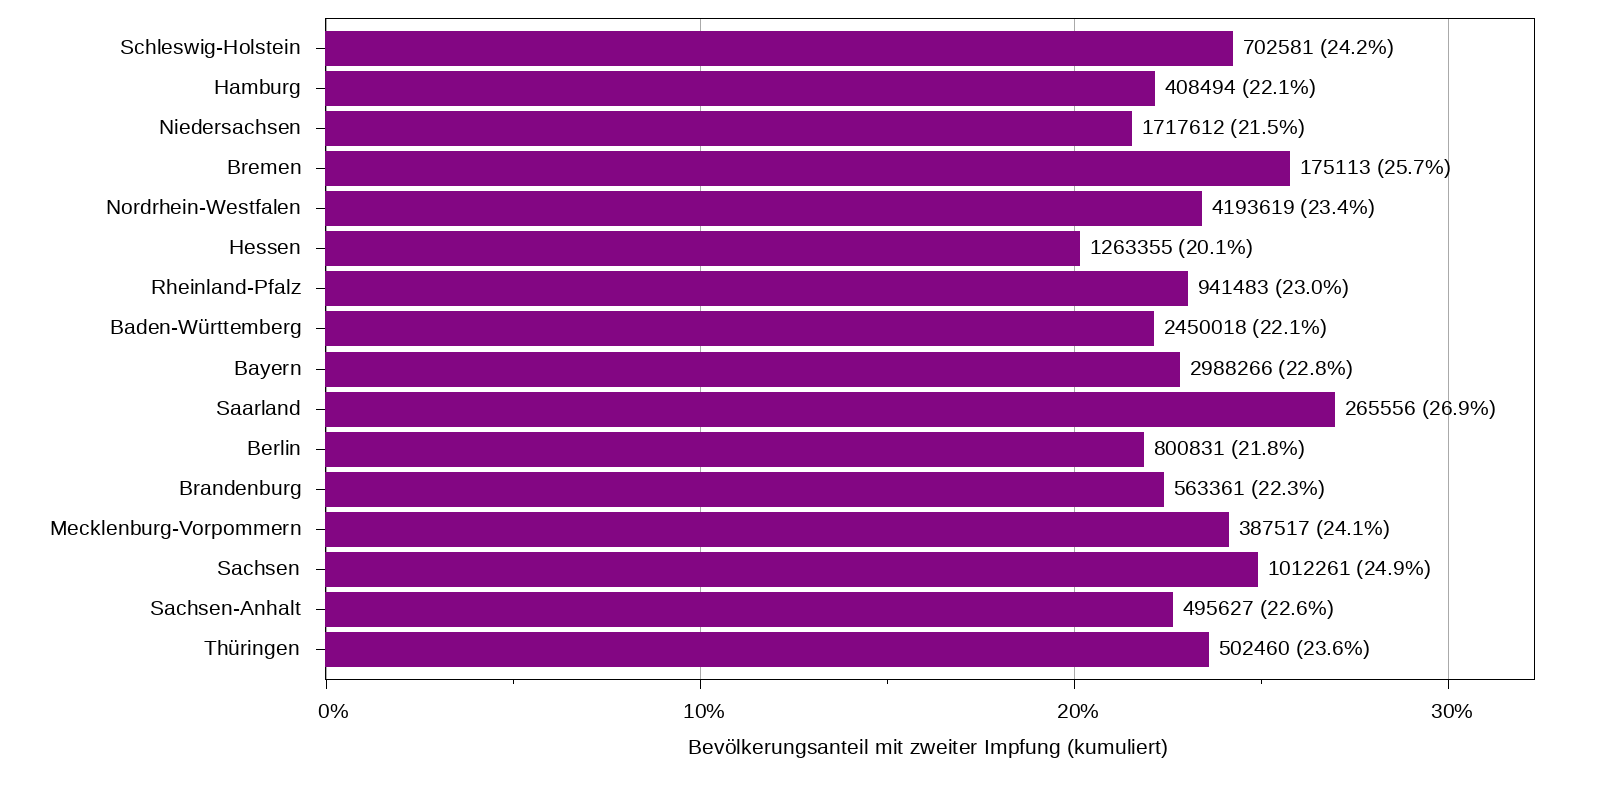 Schleswig-Holstein 702581 (24.2%)
Hamburg 408494 (22.1%)
Niedersachsen 1717612 (21.5%)
Bremen 175113 (25.7%)
Nordrhein-Westfalen 4193619 (23.4%)
Hessen 1263355 (20.1%)
Rheinland-Pfalz 941483 (23.0%)
Baden-Württemberg 2450018 (22.1%)
Bayern 2988266 (22.8%)
Saarland 265556 (26.9%)
Berlin 800831 (21.8%)
Brandenburg 563361 (22.3%)
Mecklenburg-Vorpommern 387517 (24.1%)
Sachsen 1012261 (24.9%)
Sachsen-Anhalt 495627 (22.6%)
Thüringen 502460 (23.6%)
0% 10% 20% 30%
Bevölkerungsanteil mit zweiter Impfung (kumuliert)